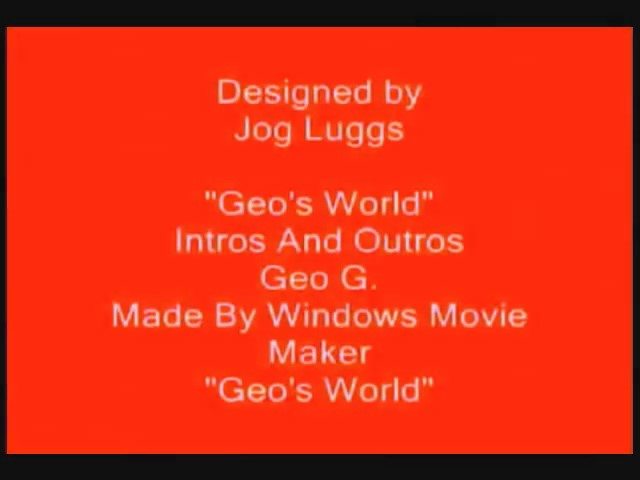 Designed by
Jog Luggs
"Geo's World"
Intros And Outros
Geo G.
Made By Windows Movie
Maker
"Geo's World"